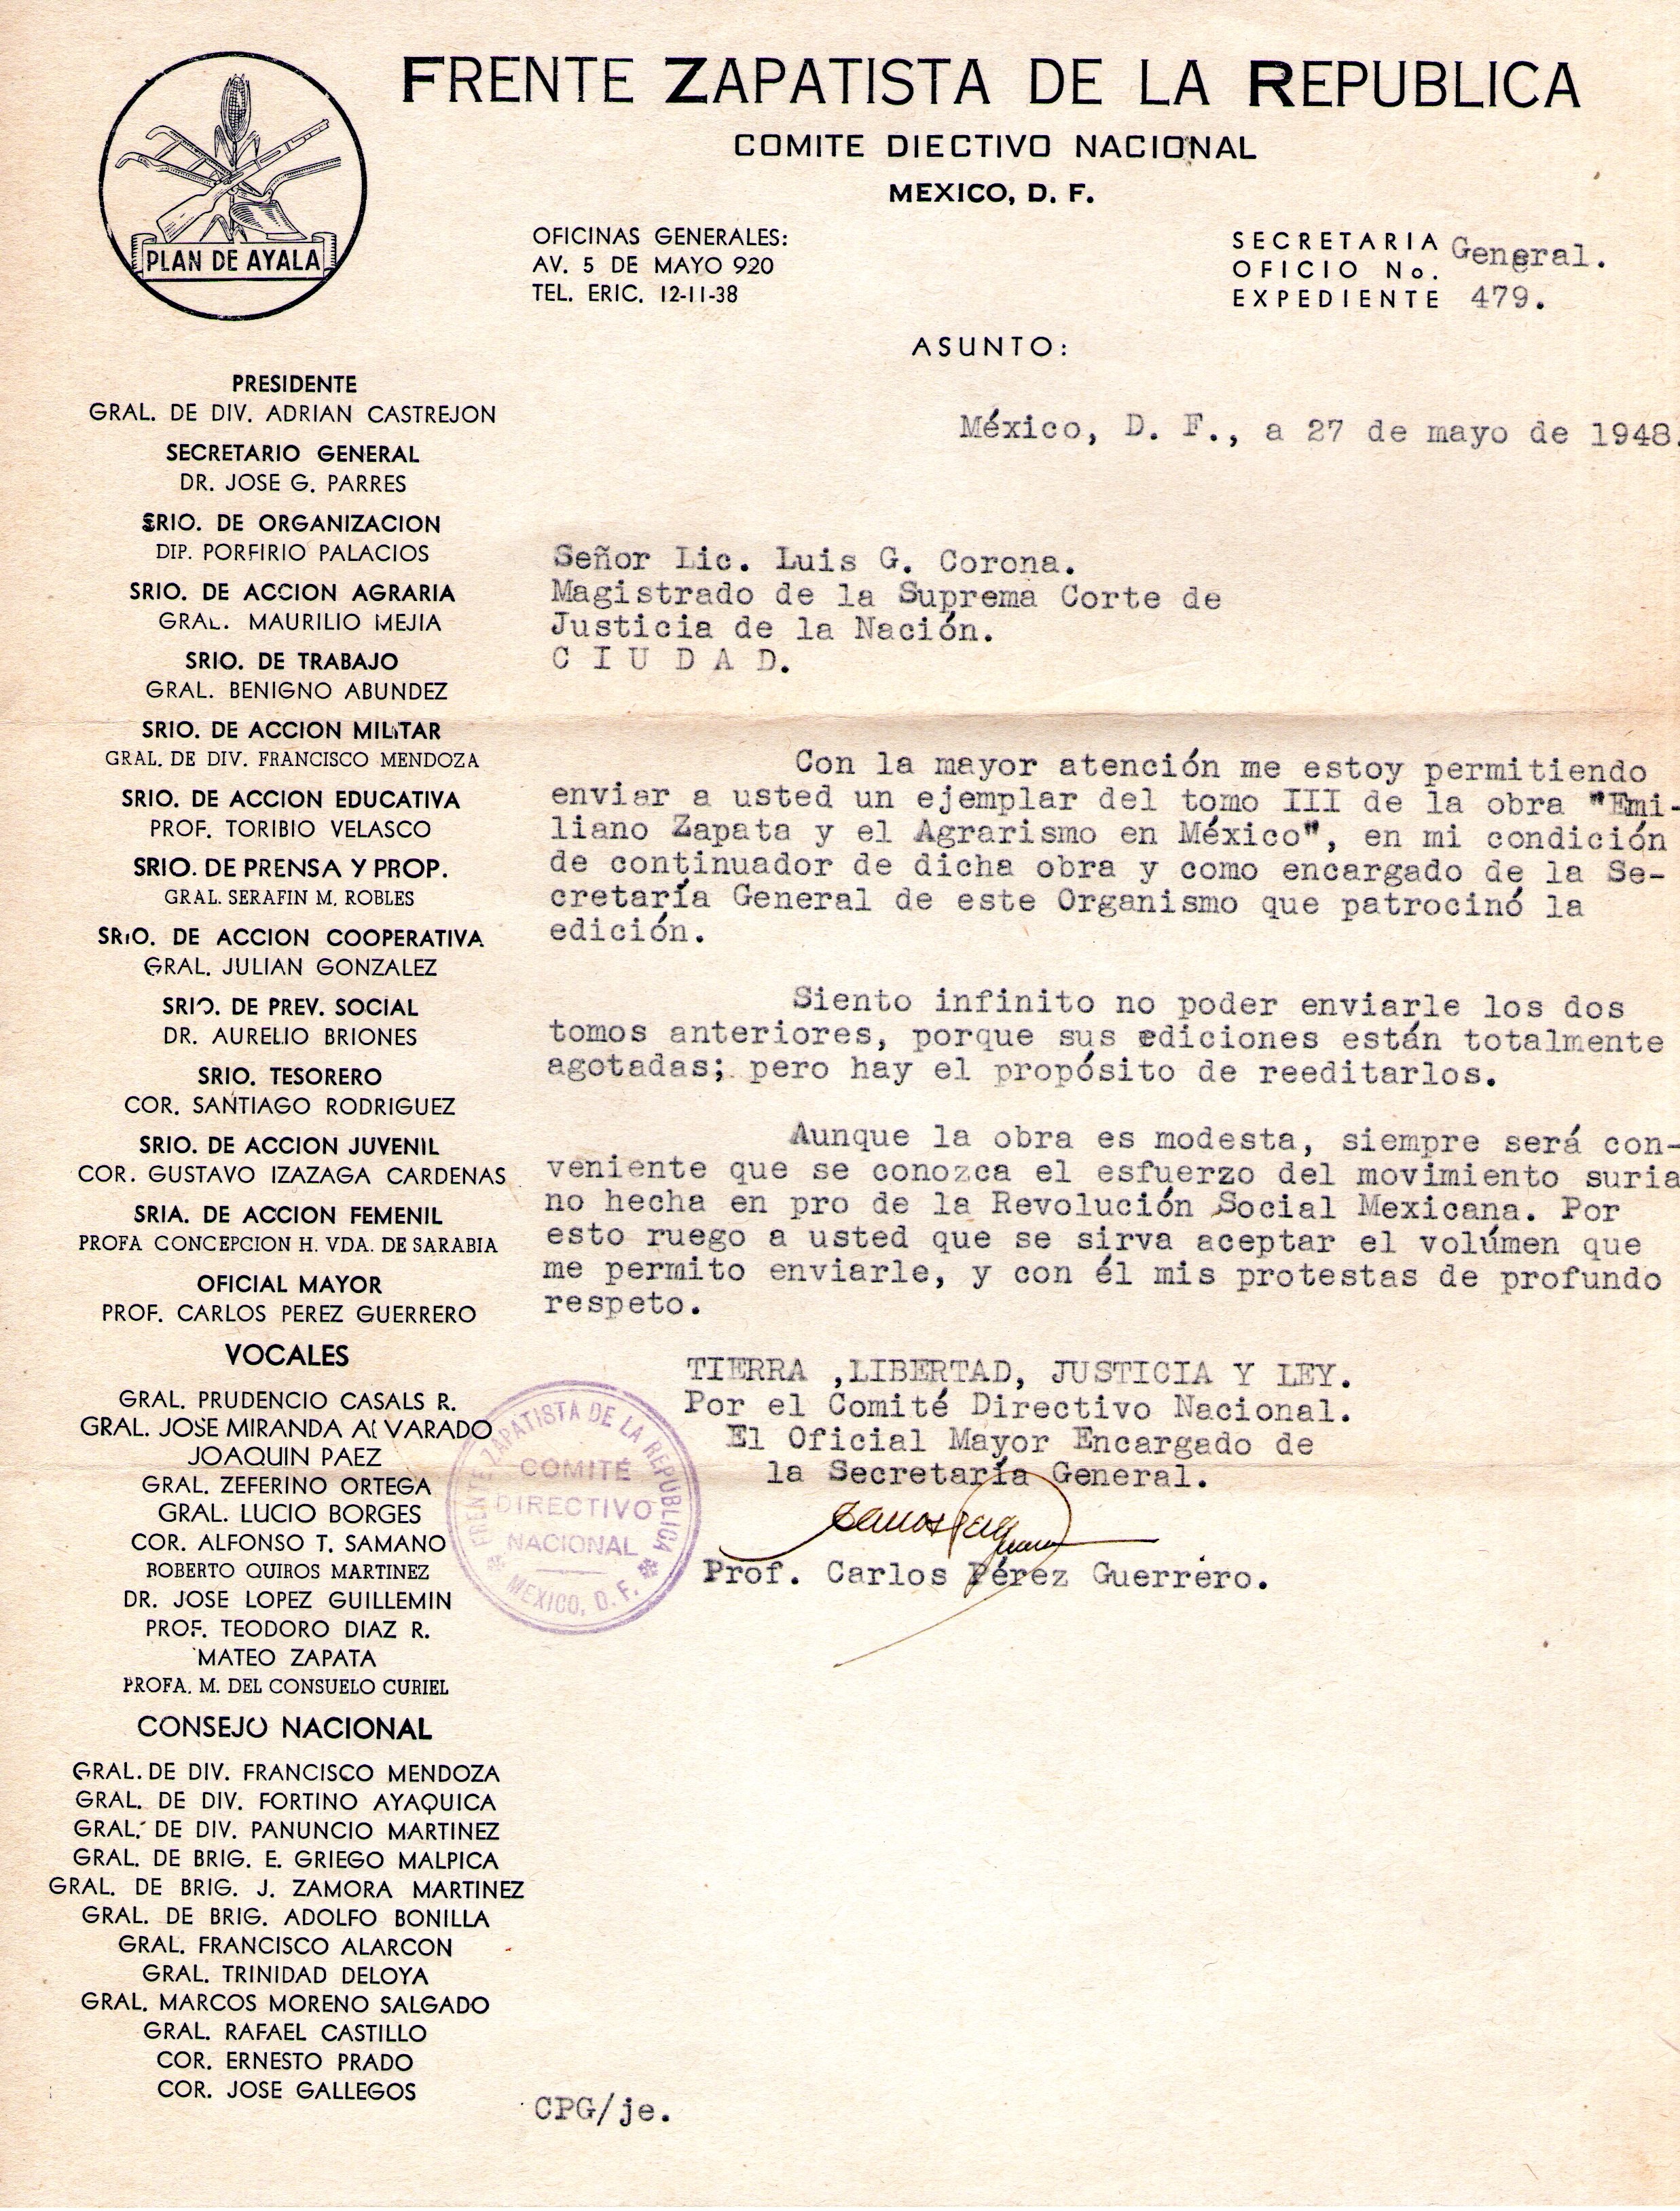 FRENTE ZAPATISTA DE LA REPUBLICA
COMITE DIECTIVO NACIONAL
MEXICO, D. F.
PLAN DE AYALA
OFICINAS GENERALES:
AV. 5 DE MAYO 920
TEL. ERIC. 12-11-38
SECRETARIA General.
OFICIO No.
EXPEDIENTE 479.
ASUNTO:
PRESIDENTE
GRAL. DE DIV. ADRIAN CASTREJON
SECRETARIO GENERAL
DR. JOSE G. PARRES
SRIO. DE ORGANIZACION
DIP. PORFIRIO PALACIOS
SRIO. DE ACCION AGRARIA
GRAL. MAURILIO MEJIA
SRIO. DE TRABAJO
GRAL. BENIGNO ABUNDEZ
SRIO. DE ACCION MILITAR
GRAL. DE DIV. FRANCISCO MENDOZA
SRIO. DE ACCION EDUCATIVA
PROF. TORIBIO VELASCO
SRIO. DE PRENSA Y PROP.
GRAL. SERAFIN M. ROBLES
SRIO. DE ACCION COOPERATIVA
GRAL. JULIAN GONZALEZ
SRIO. DE PREV. SOCIAL
DR. AURELIO BRIONES
SRIO. TESORERO
COR. SANTIAGO RODRIGUEZ
SRIO. DE ACCION JUVENIL
COR. GUSTAVO IZAZAGA CARDENAS
SRIA. DE ACCION FEMENIL
PROFA CONCEPCION H. VDA. DE SARABIA
OFICIAL MAYOR
PROF. CARLOS PEREZ GUERRERO
VOCALES
GRAL. PRUDENCIO CASALS R.
GRAL. JOSE MIRANDA ALVARADO
JOAQUIN PAEZ
GRAL. ZEFERINO ORTEGA
GRAL. LUCIO BORGES
COR. ALFONSO T. SAMANO
ROBERTO QUIROS MARTINEZ
DR. JOSE LOPEZ GUILLEMIN
PROF. TEODORO DIAZ R.
MATEO ZAPATA
PROFA. M. DEL CONSUELO CURIEL
CONSEJO NACIONAL
GRAL. DE DIV. FRANCISCO MENDOZA
GRAL. DE DIV. FORTINO AYAQUICA
GRAL. DE DIV. PANUNCIO MARTINEZ
GRAL. DE BRIG. E. GRIEGO MALPICA
GRAL. DE BRIG. J. ZAMORA MARTINEZ
GRAL. DE BRIG. ADOLFO BONILLA
GRAL. FRANCISCO ALARCON
GRAL. TRINIDAD DELOYA
GRAL. MARCOS MORENO SALGADO
GRAL. RAFAEL CASTILLO
COR. ERNESTO PRADO
COR. JOSE GALLEGOS
México, D. F., a 27 de mayo de 1948.
Señor Lic. Luis G. Corona.
Magistrado de la Suprema Corte de
Justicia de la Nación.
C I U D A D.
Con la mayor atención me estoy permitiendo
enviar a usted un ejemplar del tomo III de la obra "Emi-
liano Zapata y el Agrarismo en México", en mi condición
de continuador de dicha obra y como encargado de la Se-
cretaría General de este Organismo que patrocinó la
edición.
Siento infinito no poder enviarle los dos
tomos anteriores, porque sus ediciones están totalmente
agotadas; pero hay el propósito de reeditarlos.
Aunque la obra es modesta, siempre será con-
veniente que se conozca el esfuerzo del movimiento suria
no hecha en pro de la Revolución Social Mexicana. Por
esto ruego a usted que se sirva aceptar el volúmen que
me permito enviarle, y con él mis protestas de profundo
respeto.
TIERRA ,LIBERTAD, JUSTICIA Y LEY.
Por el Comité Directivo Nacional.
El Oficial Mayor Encargado de
la Secretaría General.
Prof. Carlos Pérez Guerrero.
FRENTE ZAPATISTA DE LA REPUBLICA
COMITÉ
DIRECTIVO
NACIONAL
MEXICO, D. F.
CPG/je.